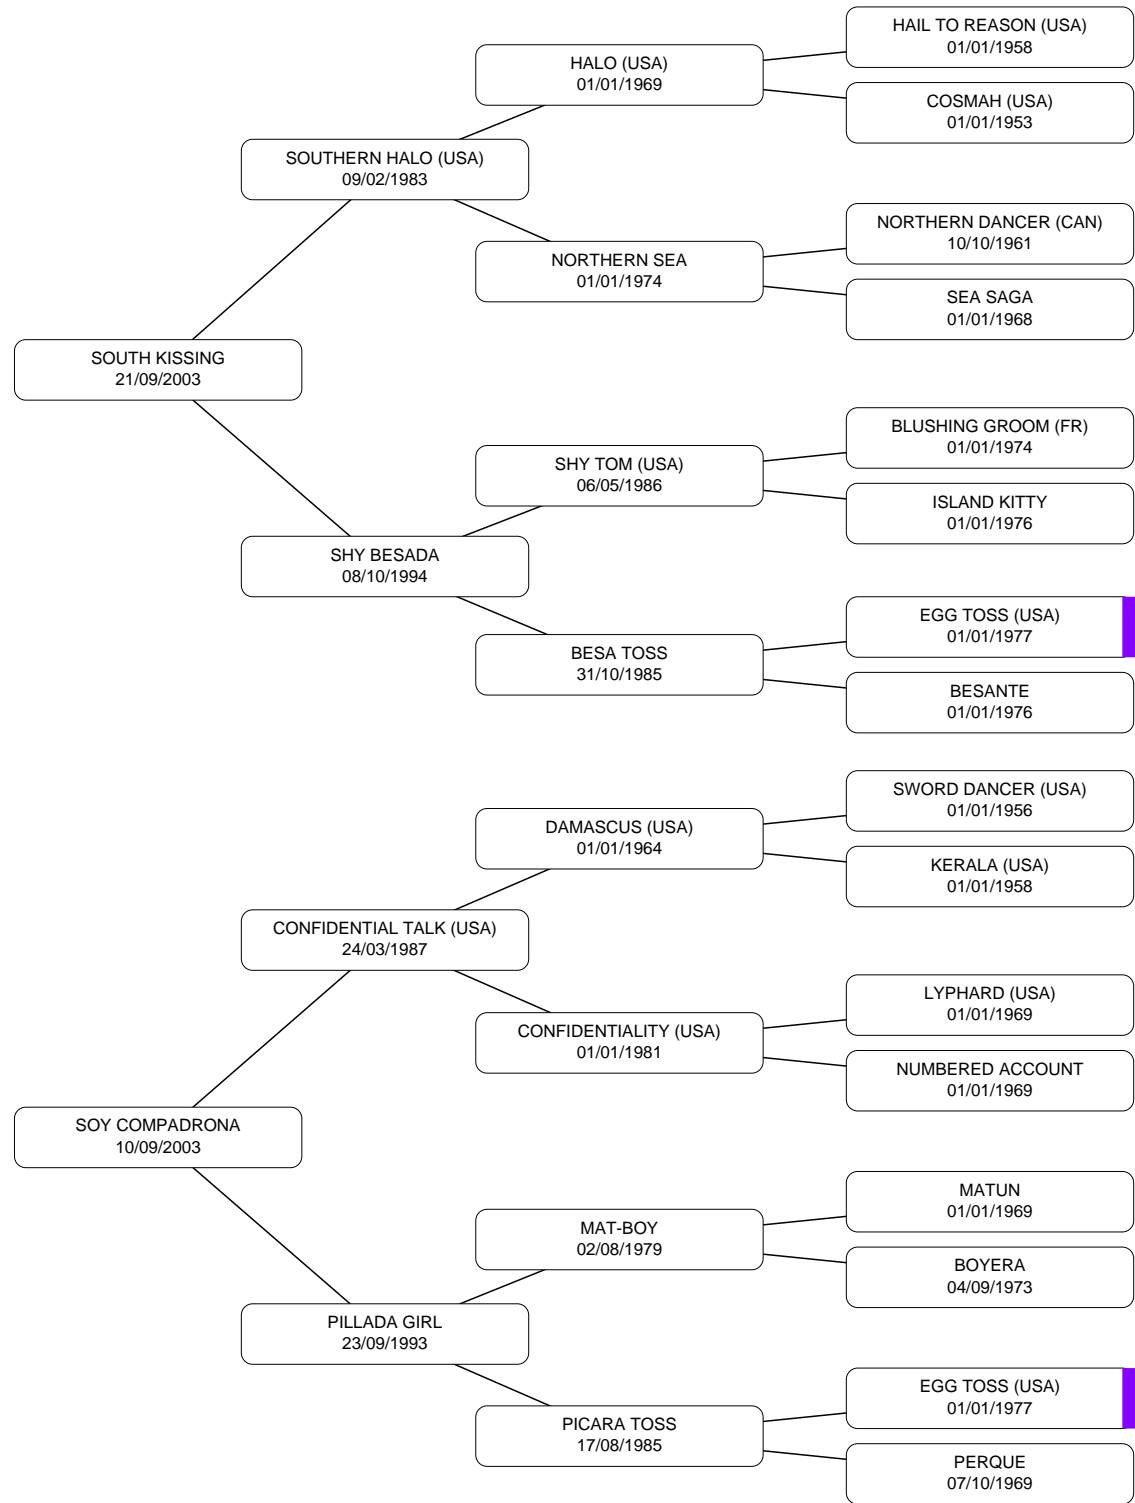 HAIL TO REASON (USA)
01/01/1958
HALO (USA)
01/01/1969
COSMAH (USA)
01/01/1953
SOUTHERN HALO (USA)
09/02/1983
NORTHERN DANCER (CAN)
10/10/1961
NORTHERN SEA
01/01/1974
SEA SAGA
01/01/1968
SOUTH KISSING
21/09/2003
BLUSHING GROOM (FR)
01/01/1974
SHY TOM (USA)
06/05/1986
ISLAND KITTY
01/01/1976
SHY BESADA
08/10/1994
EGG TOSS (USA)
01/01/1977
BESA TOSS
31/10/1985
BESANTE
01/01/1976
SWORD DANCER (USA)
01/01/1956
DAMASCUS (USA)
01/01/1964
KERALA (USA)
01/01/1958
CONFIDENTIAL TALK (USA)
24/03/1987
LYPHARD (USA)
01/01/1969
CONFIDENTIALITY (USA)
01/01/1981
NUMBERED ACCOUNT
01/01/1969
SOY COMPADRONA
10/09/2003
MATUN
01/01/1969
MAT-BOY
02/08/1979
BOYERA
04/09/1973
PILLADA GIRL
23/09/1993
EGG TOSS (USA)
01/01/1977
PICARA TOSS
17/08/1985
PERQUE
07/10/1969